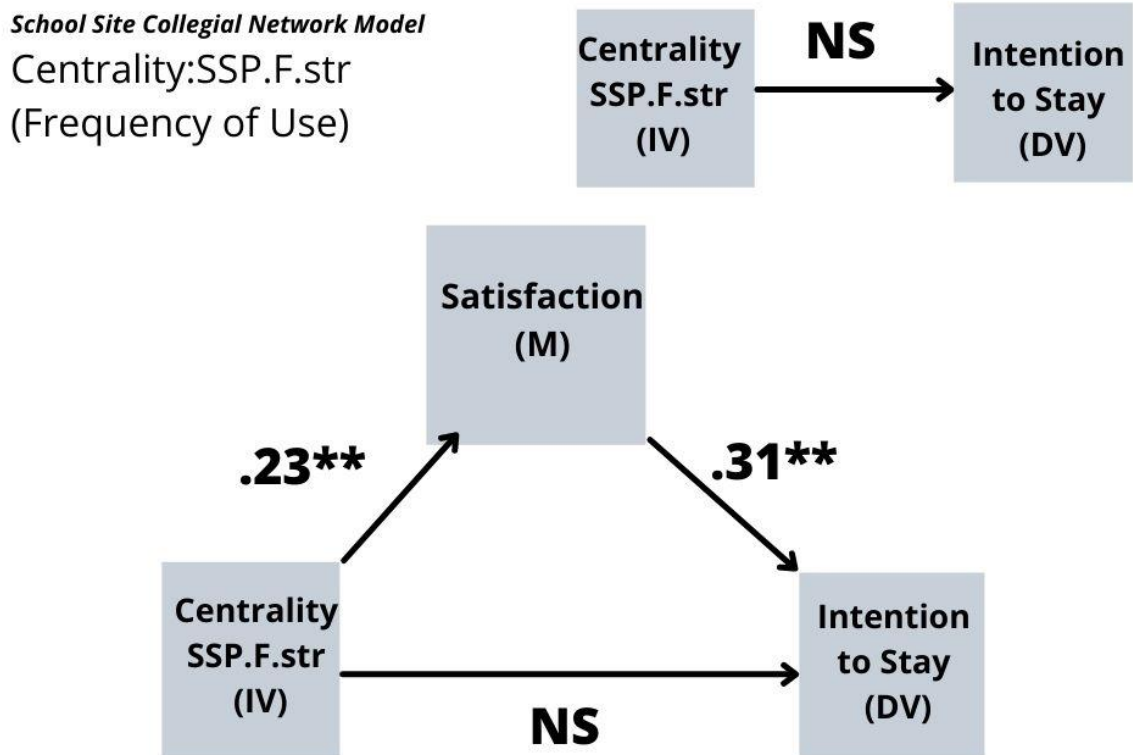 School Site Collegial Network Model
Centrality:SSP.F.str
(Frequency of Use)
Centrality
SSP.F.str
(IV)
NS
Intention
to Stay
(DV)
Satisfaction
(M)
.23**
.31**
Centrality
SSP.F.str
(IV)
NS
Intention
to Stay
(DV)